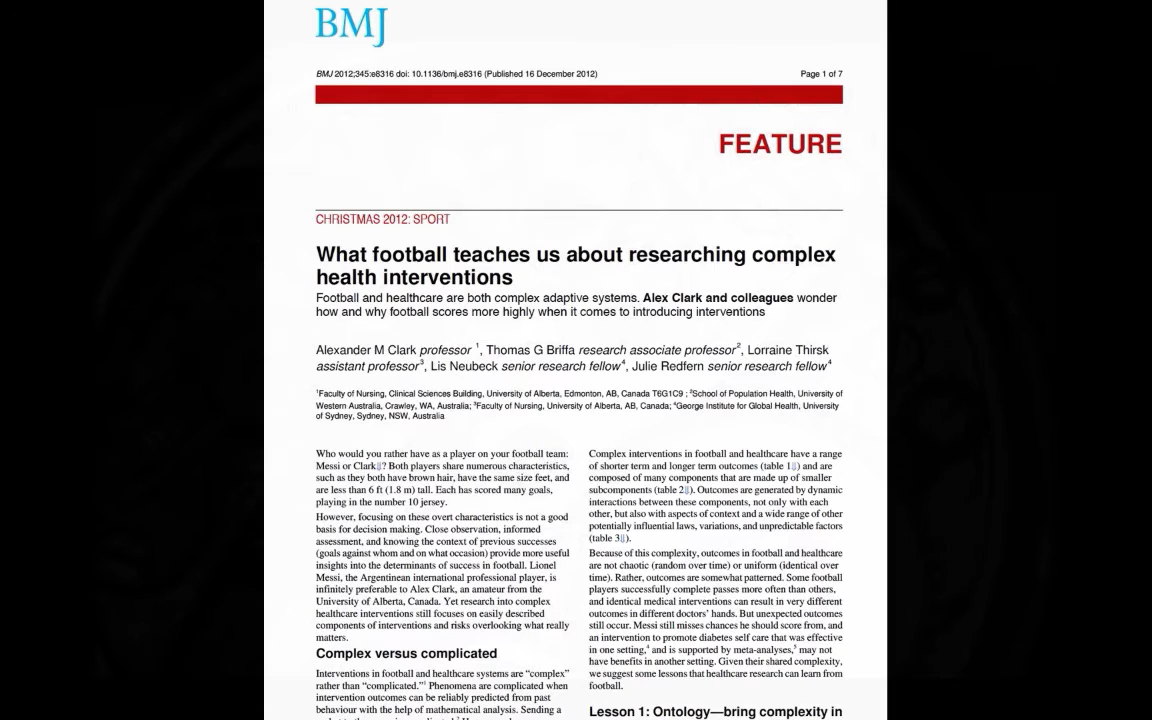 BMJ
BMJ 2012;345:e8316 doi: 10.1136/bmj.e8316 (Published 16 December 2012)
Page 1 of 7
FEATURE
CHRISTMAS 2012: SPORT
What football teaches us about researching complex
health interventions
Football and healthcare are both complex adaptive systems. Alex Clark and colleagues wonder
how and why football scores more highly when it comes to introducing interventions
Alexander M Clark professor 1, Thomas G Briffa research associate professor2, Lorraine Thirsk
assistant professor3, Lis Neubeck senior research fellow4, Julie Redfern senior research fellow4
1Faculty of Nursing, Clinical Sciences Building, University of Alberta, Edmonton, AB, Canada T6G1C9 ; 2School of Population Health, University of
Western Australia, Crawley, WA, Australia; 3Faculty of Nursing, University of Alberta, AB, Canada; 4George Institute for Global Health, University
of Sydney, Sydney, NSW, Australia
Who would you rather have as a player on your football team:
Messi or Clark⇓? Both players share numerous characteristics,
such as they both have brown hair, have the same size feet, and
are less than 6 ft (1.8 m) tall. Each has scored many goals,
playing in the number 10 jersey.
However, focusing on these overt characteristics is not a good
basis for decision making. Close observation, informed
assessment, and knowing the context of previous successes
(goals against whom and on what occasion) provide more useful
insights into the determinants of success in football. Lionel
Messi, the Argentinean international professional player, is
infinitely preferable to Alex Clark, an amateur from the
University of Alberta, Canada. Yet research into complex
healthcare interventions still focuses on easily described
components of interventions and risks overlooking what really
matters.
Complex versus complicated
Interventions in football and healthcare systems are “complex”
rather than “complicated.”1 Phenomena are complicated when
intervention outcomes can be reliably predicted from past
behaviour with the help of mathematical analysis. Sending a
Complex interventions in football and healthcare have a range
of shorter term and longer term outcomes (table 1⇓) and are
composed of many components that are made up of smaller
subcomponents (table 2⇓). Outcomes are generated by dynamic
interactions between these components, not only with each
other, but also with aspects of context and a wide range of other
potentially influential laws, variations, and unpredictable factors
(table 3⇓).
Because of this complexity, outcomes in football and healthcare
are not chaotic (random over time) or uniform (identical over
time). Rather, outcomes are somewhat patterned. Some football
players successfully complete passes more often than others,
and identical medical interventions can result in very different
outcomes in different doctors’ hands. But unexpected outcomes
still occur. Messi still misses chances he should score from, and
an intervention to promote diabetes self care that was effective
in one setting,4 and is supported by meta-analyses,5 may not
have benefits in another setting. Given their shared complexity,
we suggest some lessons that healthcare research can learn from
football.
Lesson 1: Ontology—bring complexity in